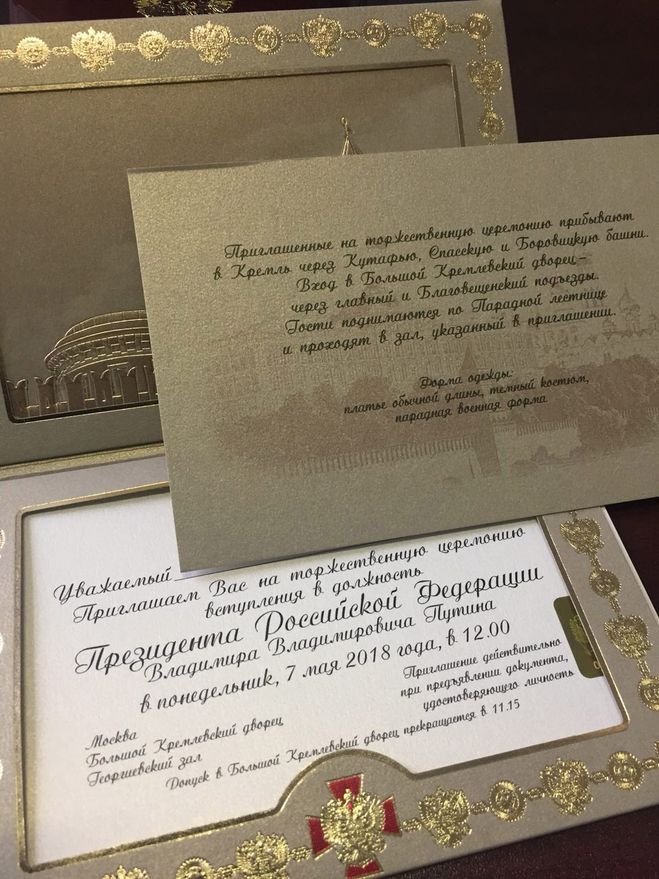 Приглашенные на торжественную церемонию прибывают
в Кремль через Кутафью, Спасскую и Боровицкую башни.
Вход в Большой Кремлевский дворец –
через главный и Благовещенский подъезды.
Гости поднимаются по Парадной лестнице
и проходят в зал, указанный в приглашении.
Форма одежды:
платье обычной длины, темный костюм,
парадная военная форма
Уважаемый
Приглашаем Вас на торжественную церемонию
вступления в должность
Президента Российской Федерации
Владимира Владимировича Путина
в понедельник, 7 мая 2018 года, в 12.00
Москва
Большой Кремлевский дворец
Георгиевский зал
Приглашение действительно
при предъявлении документа,
удостоверяющего личность
Допуск в Большой Кремлевский дворец прекращается в 11.15